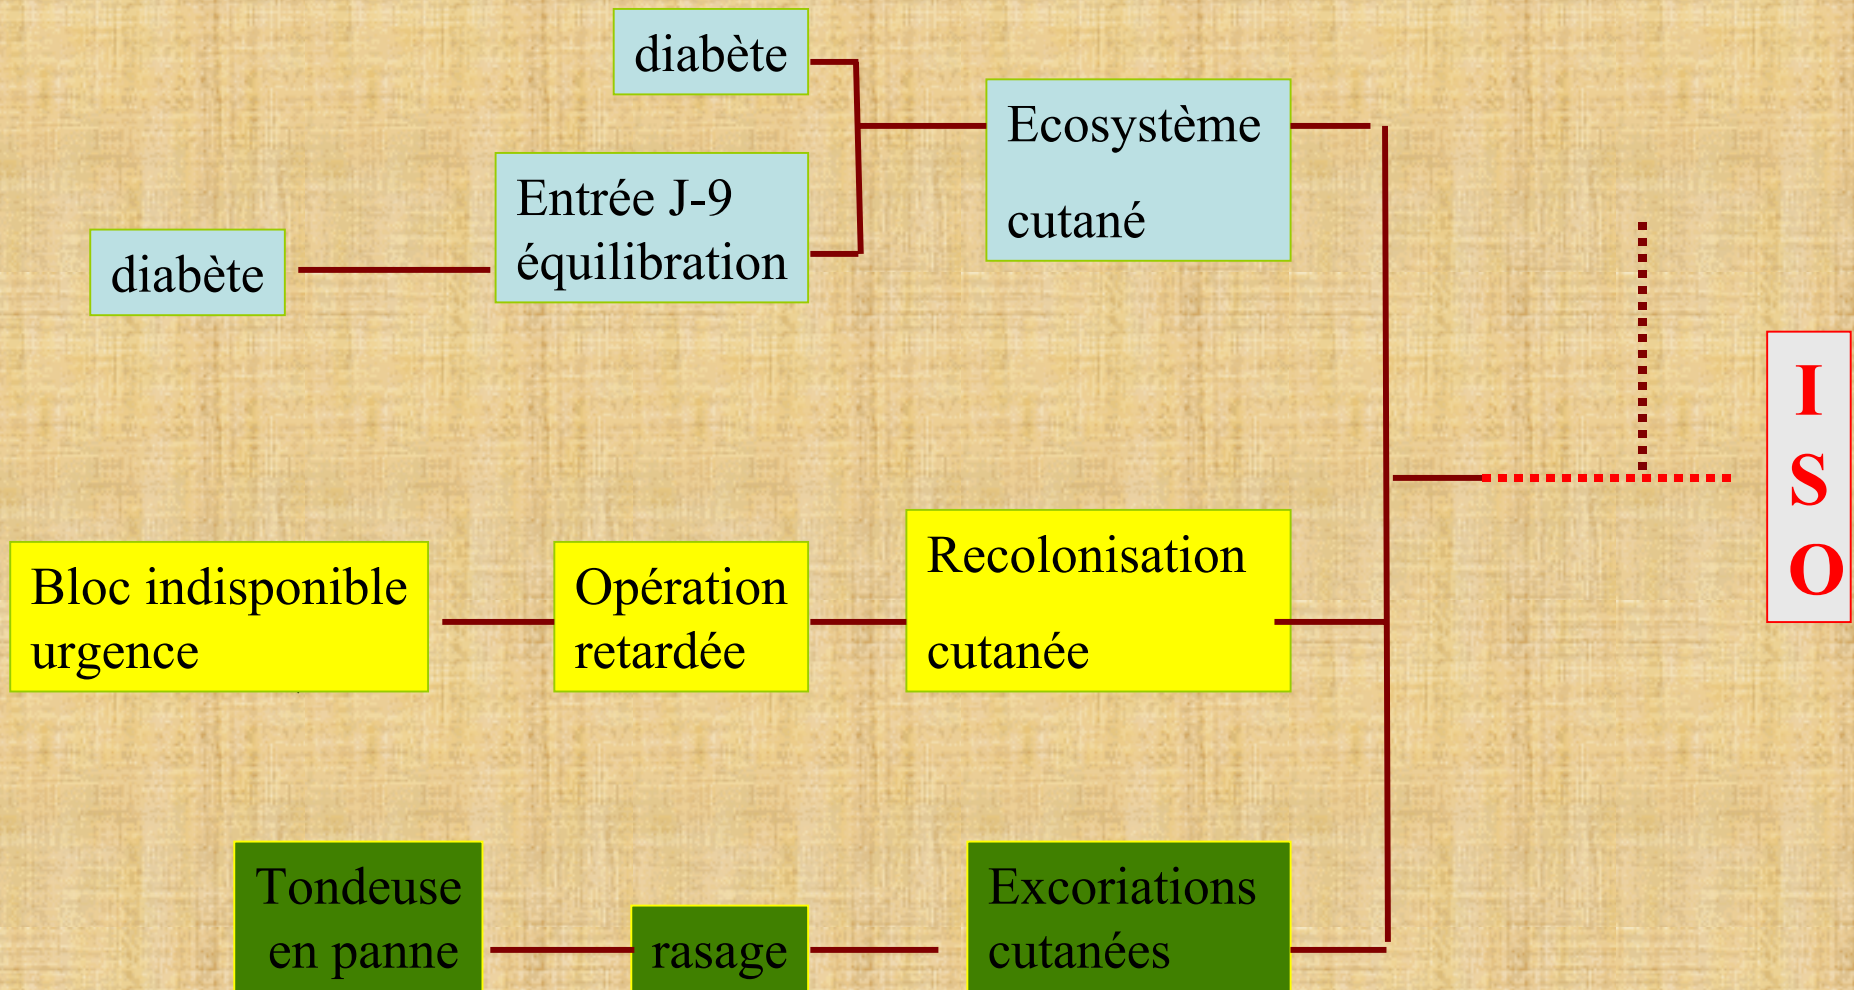 diabète
Ecosystème
cutané
Entrée J-9
équilibration
diabète
I
S
O
Bloc indisponible
urgence
Opération
retardée
Recolonisation
cutanée
Tondeuse
en panne
rasage
Excoriations
cutanées